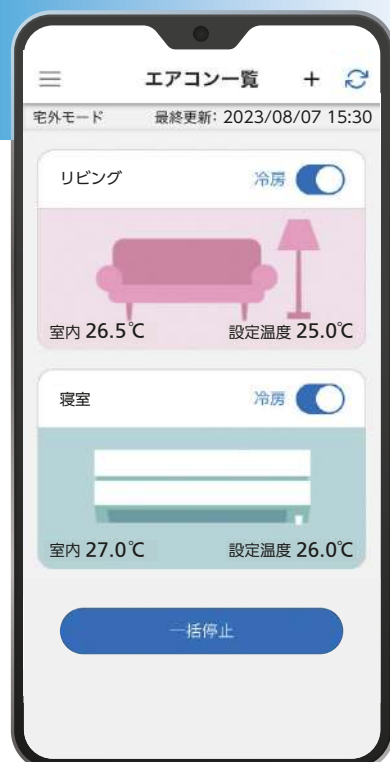 エアコン一覧 +
宅外モード 最終更新: 2023/08/07 15:30
リビング 冷房
室内 26.5℃ 設定温度 25.0℃
寝室 冷房
室内 27.0℃ 設定温度 26.0℃
一括停止